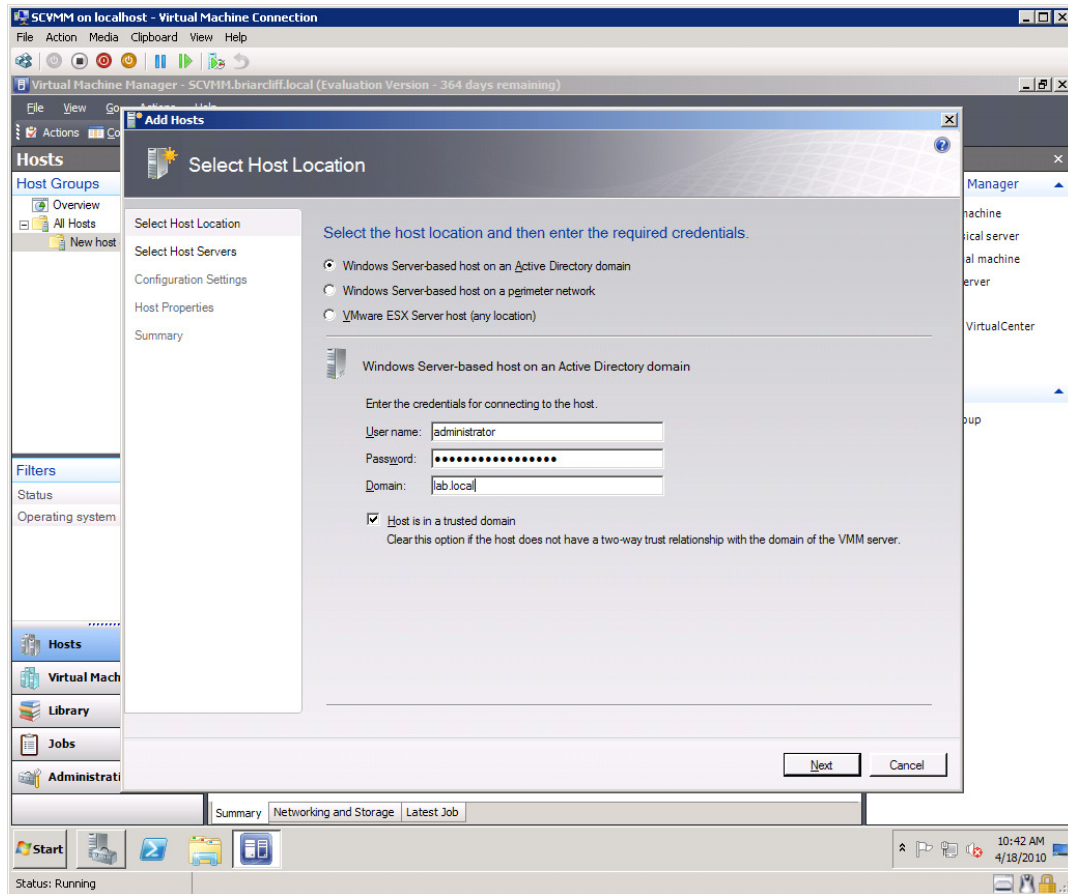 SCVMM on localhost - Virtual Machine Connection
File Action Media Clipboard View Help
Virtual Machine Manager - SCVMM.briarcliff.local (Evaluation Version - 364 days remaining)
File View Go Actions Help
Actions Co
Add Hosts
Hosts
Select Host Location
Host Groups
Manager
Overview
All Hosts
New host
Select Host Location
Select Host Servers
Configuration Settings
Host Properties
Summary
Select the host location and then enter the required credentials.
Windows Server-based host on an Active Directory domain
Windows Server-based host on a perimeter network
VMware ESX Server host (any location)
Windows Server-based host on an Active Directory domain
Enter the credentials for connecting to the host.
User name: administrator
Password: •••••••••••••••••
Domain: lab.local
Host is in a trusted domain
Clear this option if the host does not have a two-way trust relationship with the domain of the VMM server.
nachine
sical server
al machine
erver
VirtualCenter
oup
Filters
Status
Operating system
Hosts
Virtual Mach
Library
Jobs
Administrati
Next Cancel
Summary Networking and Storage Latest Job
Start
10:42 AM
4/18/2010
Status: Running